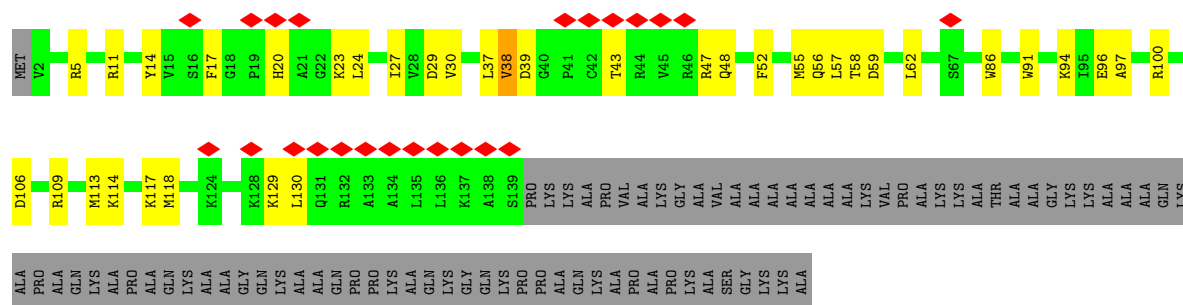 MET V2 R5 R11 Y14 V15 S16 F17 G18 P19 H20 A21 G22 K23 L24 I27 V28 D29 V30 L37 V38 D39 G40 P41 C42 T43 R44 V45 R46 R47 Q48 F52 M55 Q56 L57 T58 D59 L62 S67 W86 W91 K94 I95 E96 A97 R100
D106 R109 M113 K114 K117 M118 K124 K128 K129 L130 Q131 R132 A133 A134 L135 L136 K137 A138 S139 PRO LYS LYS ALA PRO VAL ALA LYS GLY ALA VAL ALA ALA ALA ALA ALA ALA ALA LYS VAL PRO ALA LYS LYS ALA THR ALA ALA GLY LYS LYS ALA ALA ALA GLN LYS
ALA PRO ALA GLN LYS ALA PRO ALA GLN LYS ALA ALA GLY GLN LYS ALA ALA GLN PRO PRO LYS ALA GLN LYS GLY GLN LYS PRO PRO ALA GLN LYS ALA PRO ALA PRO LYS ALA SER GLY LYS LYS ALA